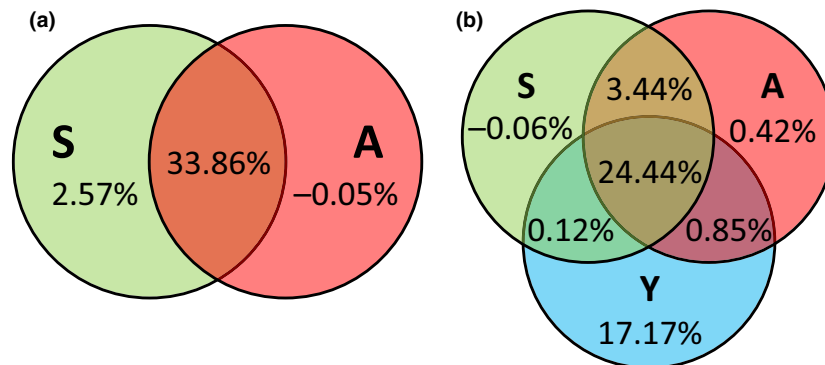 (a)
S
2.57%
33.86%
A
–0.05%
(b)
S
–0.06%
3.44%
A
0.42%
24.44%
0.12%
0.85%
Y
17.17%